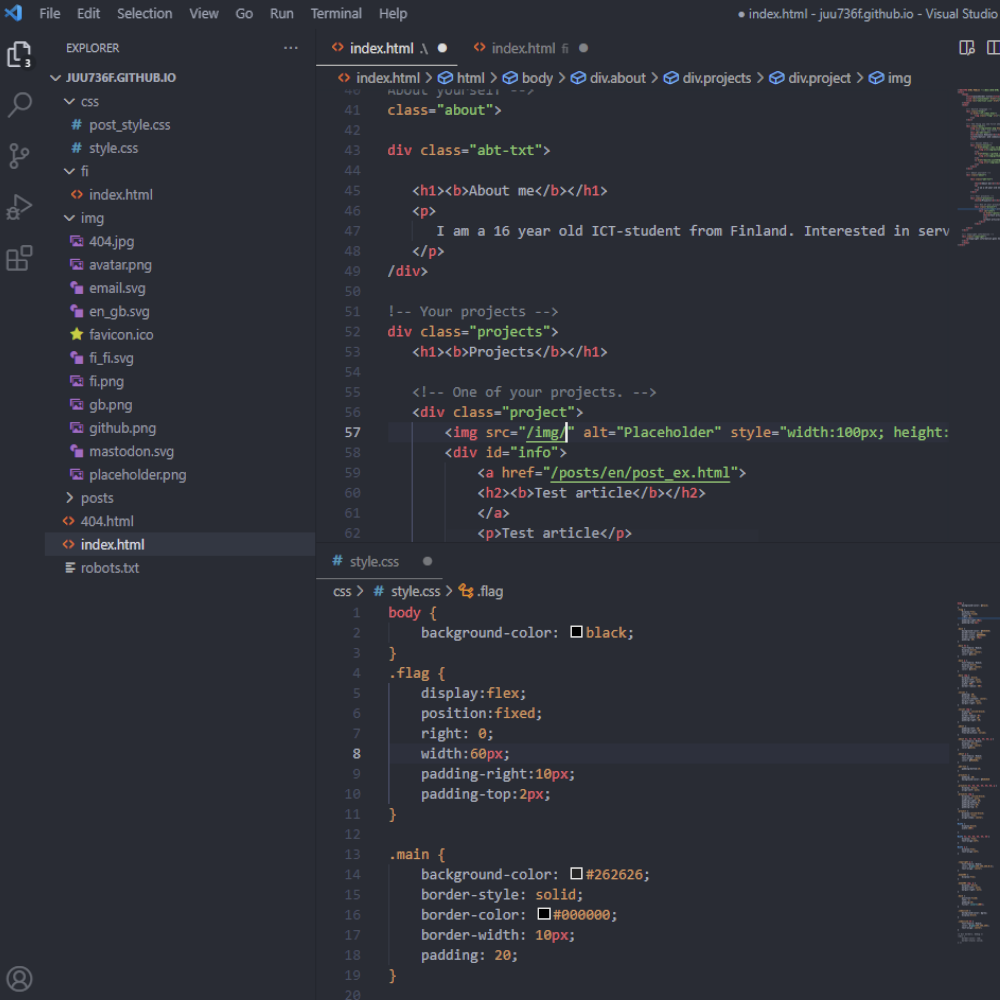 File Edit Selection View Go Run Terminal Help ● index.html - juu736f.github.io - Visual Studio
EXPLORER ···
3
JUU736F.GITHUB.IO
css
# post_style.css
# style.css
fi
<> index.html
img
404.jpg
avatar.png
email.svg
en_gb.svg
favicon.ico
fi_fi.svg
fi.png
gb.png
github.png
mastodon.svg
placeholder.png
posts
<> 404.html
<> index.html
robots.txt
<> index.html .\ ● <> index.html fi ●
<> index.html > html > body > div.about > div.projects > div.project > img
40 About yourself -->
41 class="about">
42
43 div class="abt-txt">
44
45 <h1><b>About me</b></h1>
46 <p>
47 I am a 16 year old ICT-student from Finland. Interested in serv
48 </p>
49 /div>
50
51 !-- Your projects -->
52 div class="projects">
53 <h1><b>Projects</b></h1>
54
55 <!-- One of your projects. -->
56 <div class="project">
57 <img src="/img/" alt="Placeholder" style="width:100px; height:
58 <div id="info">
59 <a href="/posts/en/post_ex.html">
60 <h2><b>Test article</b></h2>
61 </a>
62 <p>Test article</p>
# style.css ●
css > # style.css > .flag
1 body {
2 background-color: black;
3 }
4 .flag {
5 display:flex;
6 position:fixed;
7 right: 0;
8 width:60px;
9 padding-right:10px;
10 padding-top:2px;
11 }
12
13 .main {
14 background-color: #262626;
15 border-style: solid;
16 border-color: #000000;
17 border-width: 10px;
18 padding: 20;
19 }
20